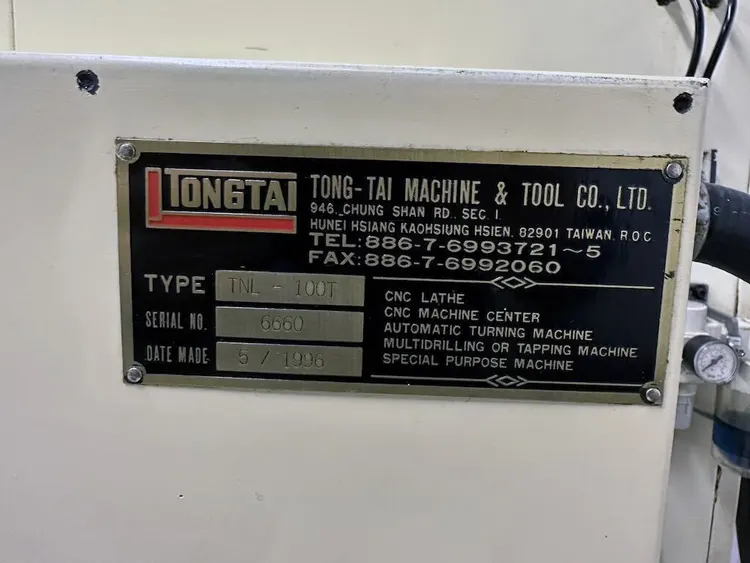 TONGTAI
TONG-TAI MACHINE & TOOL CO., LTD.
946. CHUNG SHAN RD.. SEC 1.
HUNEI HSIANG KAOHSIUNG HSIEN. 82901 TAIWAN. R.O.C.
TEL:886-7-6993721~5
FAX:886-7-6992060
TYPE TNL - 100T
SERIAL NO. 6660
DATE MADE 5 / 1996
CNC LATHE
CNC MACHINE CENTER
AUTOMATIC TURNING MACHINE
MULTIDRILLING OR TAPPING MACHINE
SPECIAL PURPOSE MACHINE